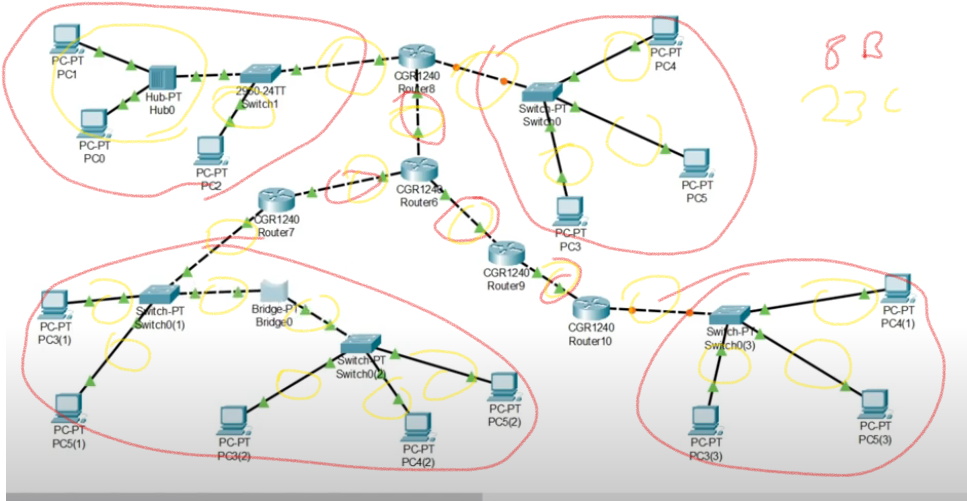 PC-PT
PC1
Hub-PT
Hub0
PC-PT
PC0
2950-24TT
Switch1
PC-PT
PC2
CGR1240
Router8
Switch-PT
Switch0
PC-PT
PC4
PC-PT
PC5
PC-PT
PC3
8 B
23 C
CGR1240
Router6
CGR1240
Router7
CGR1240
Router9
CGR1240
Router10
PC-PT
PC3(1)
Switch-PT
Switch0(1)
Bridge-PT
Bridge0
Switch-PT
Switch0(2)
PC-PT
PC5(1)
PC-PT
PC3(2)
PC-PT
PC4(2)
PC-PT
PC5(2)
Switch-PT
Switch0(3)
PC-PT
PC4(1)
PC-PT
PC3(3)
PC-PT
PC5(3)